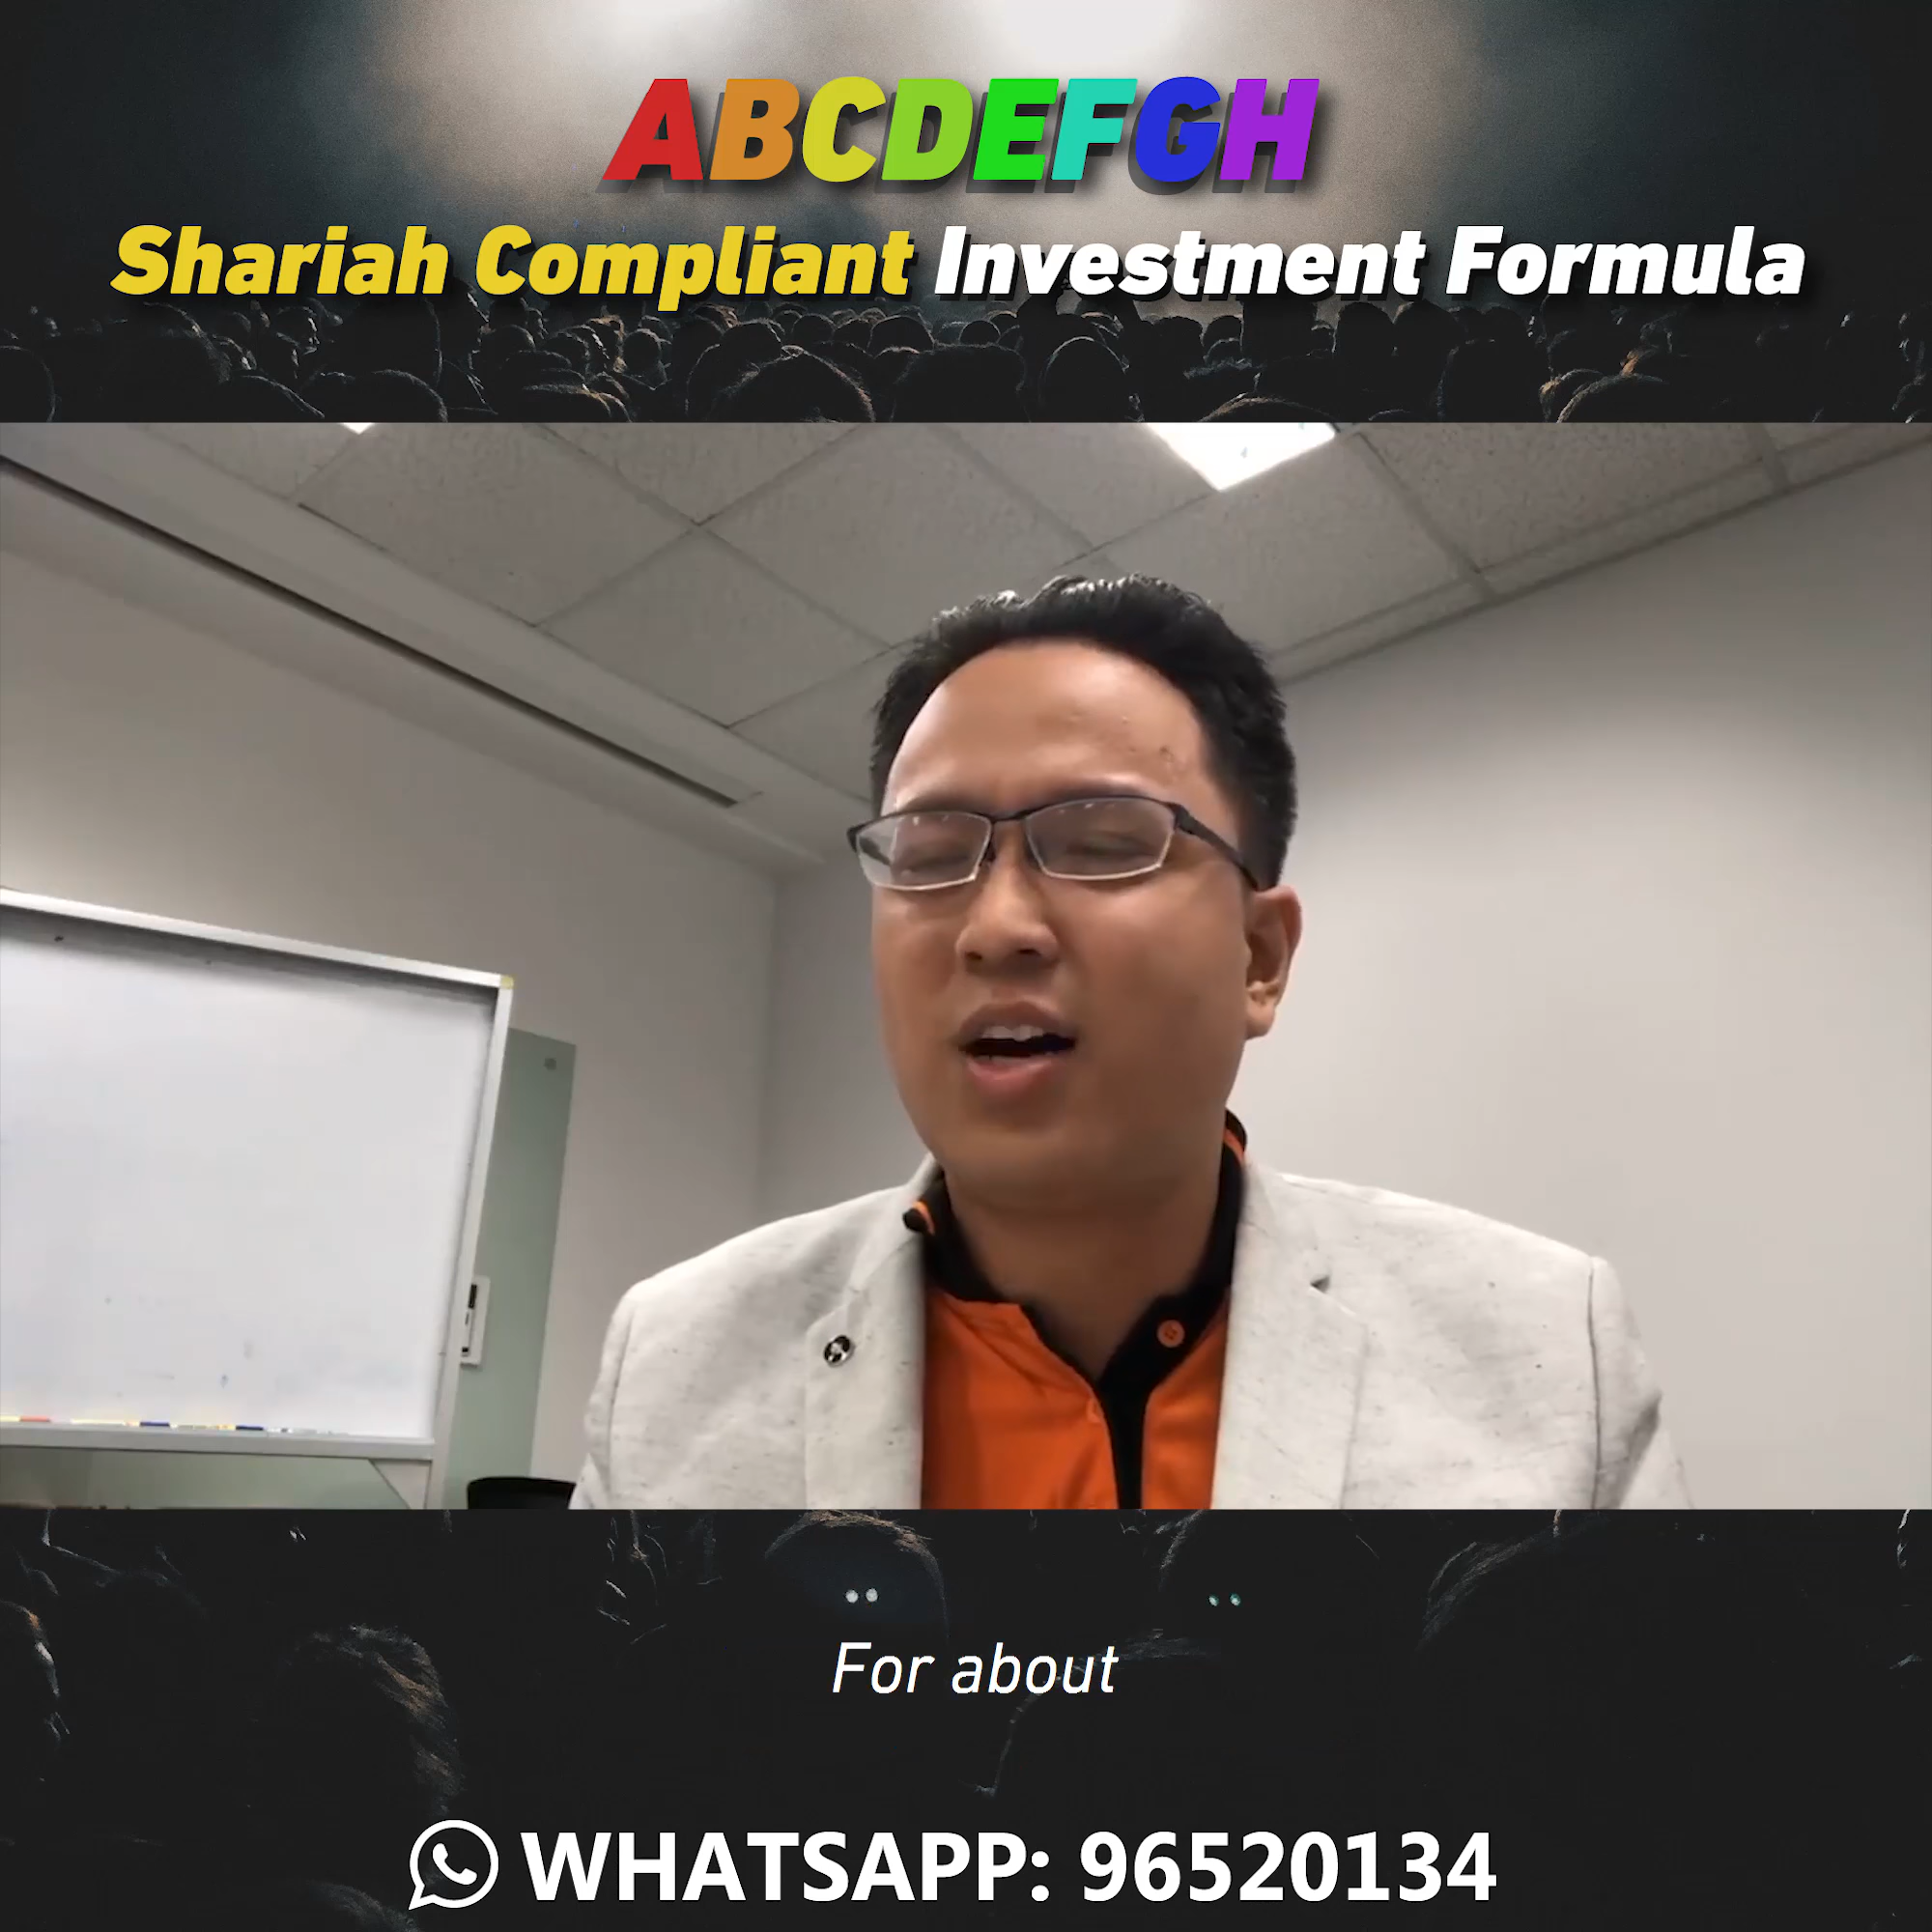 ABCDEFGH
Shariah Compliant Investment Formula
For about
WHATSAPP: 96520134